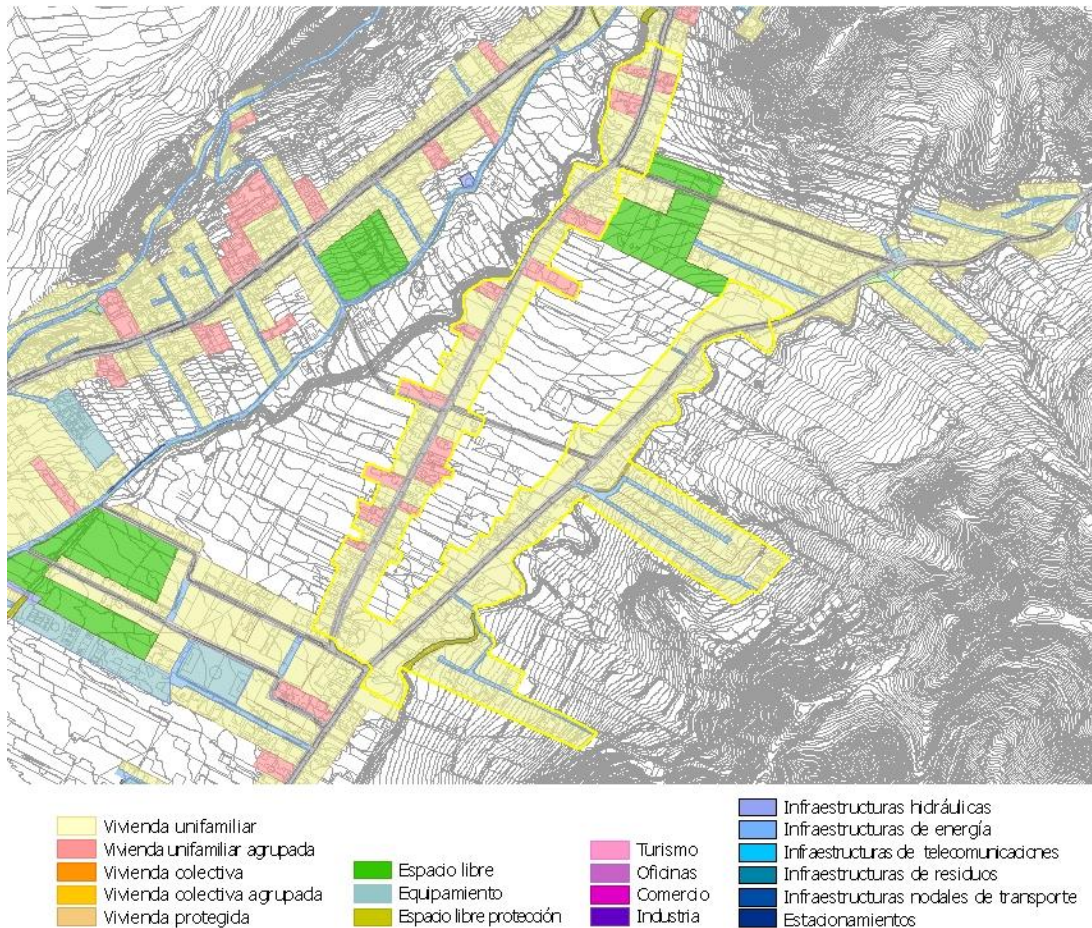 Vivienda unifamiliar
Vivienda unifamiliar agrupada
Vivienda colectiva
Vivienda colectiva agrupada
Vivienda protegida
Espacio libre
Equipamiento
Espacio libre protección
Turismo
Oficinas
Comercio
Industria
Infraestructuras hidráulicas
Infraestructuras de energía
Infraestructuras de telecomunicaciones
Infraestructuras de residuos
Infraestructuras nodales de transporte
Estacionamientos